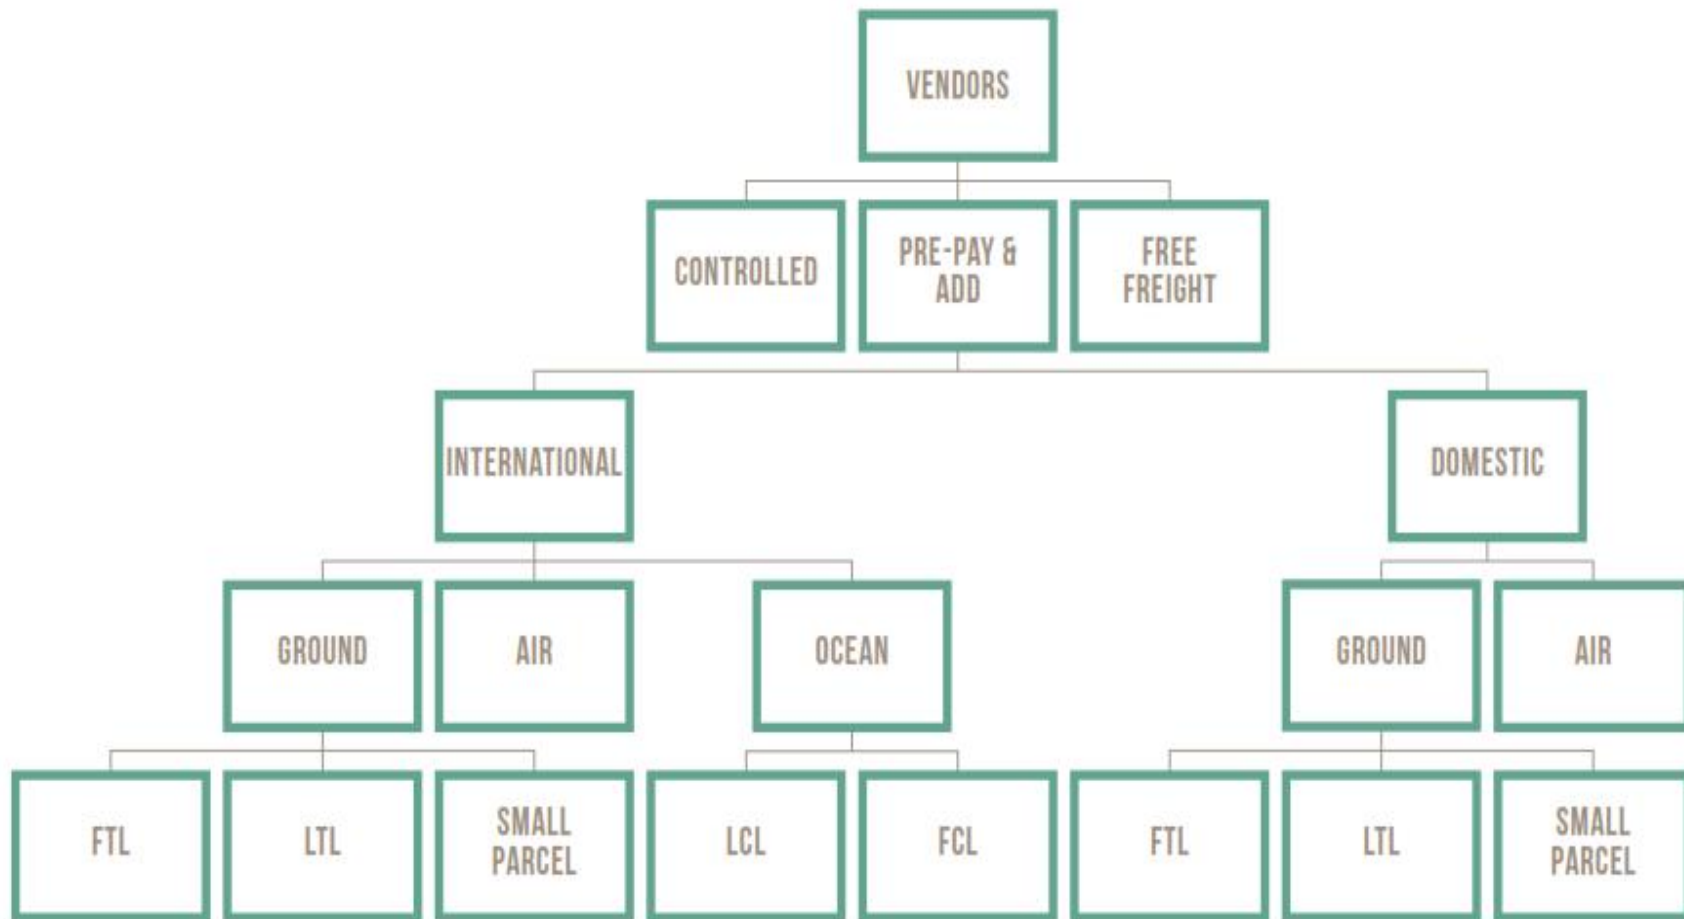 VENDORS
CONTROLLED
PRE-PAY &
ADD
FREE
FREIGHT
INTERNATIONAL
DOMESTIC
GROUND
AIR
OCEAN
GROUND
AIR
FTL
LTL
SMALL
PARCEL
LCL
FCL
FTL
LTL
SMALL
PARCEL